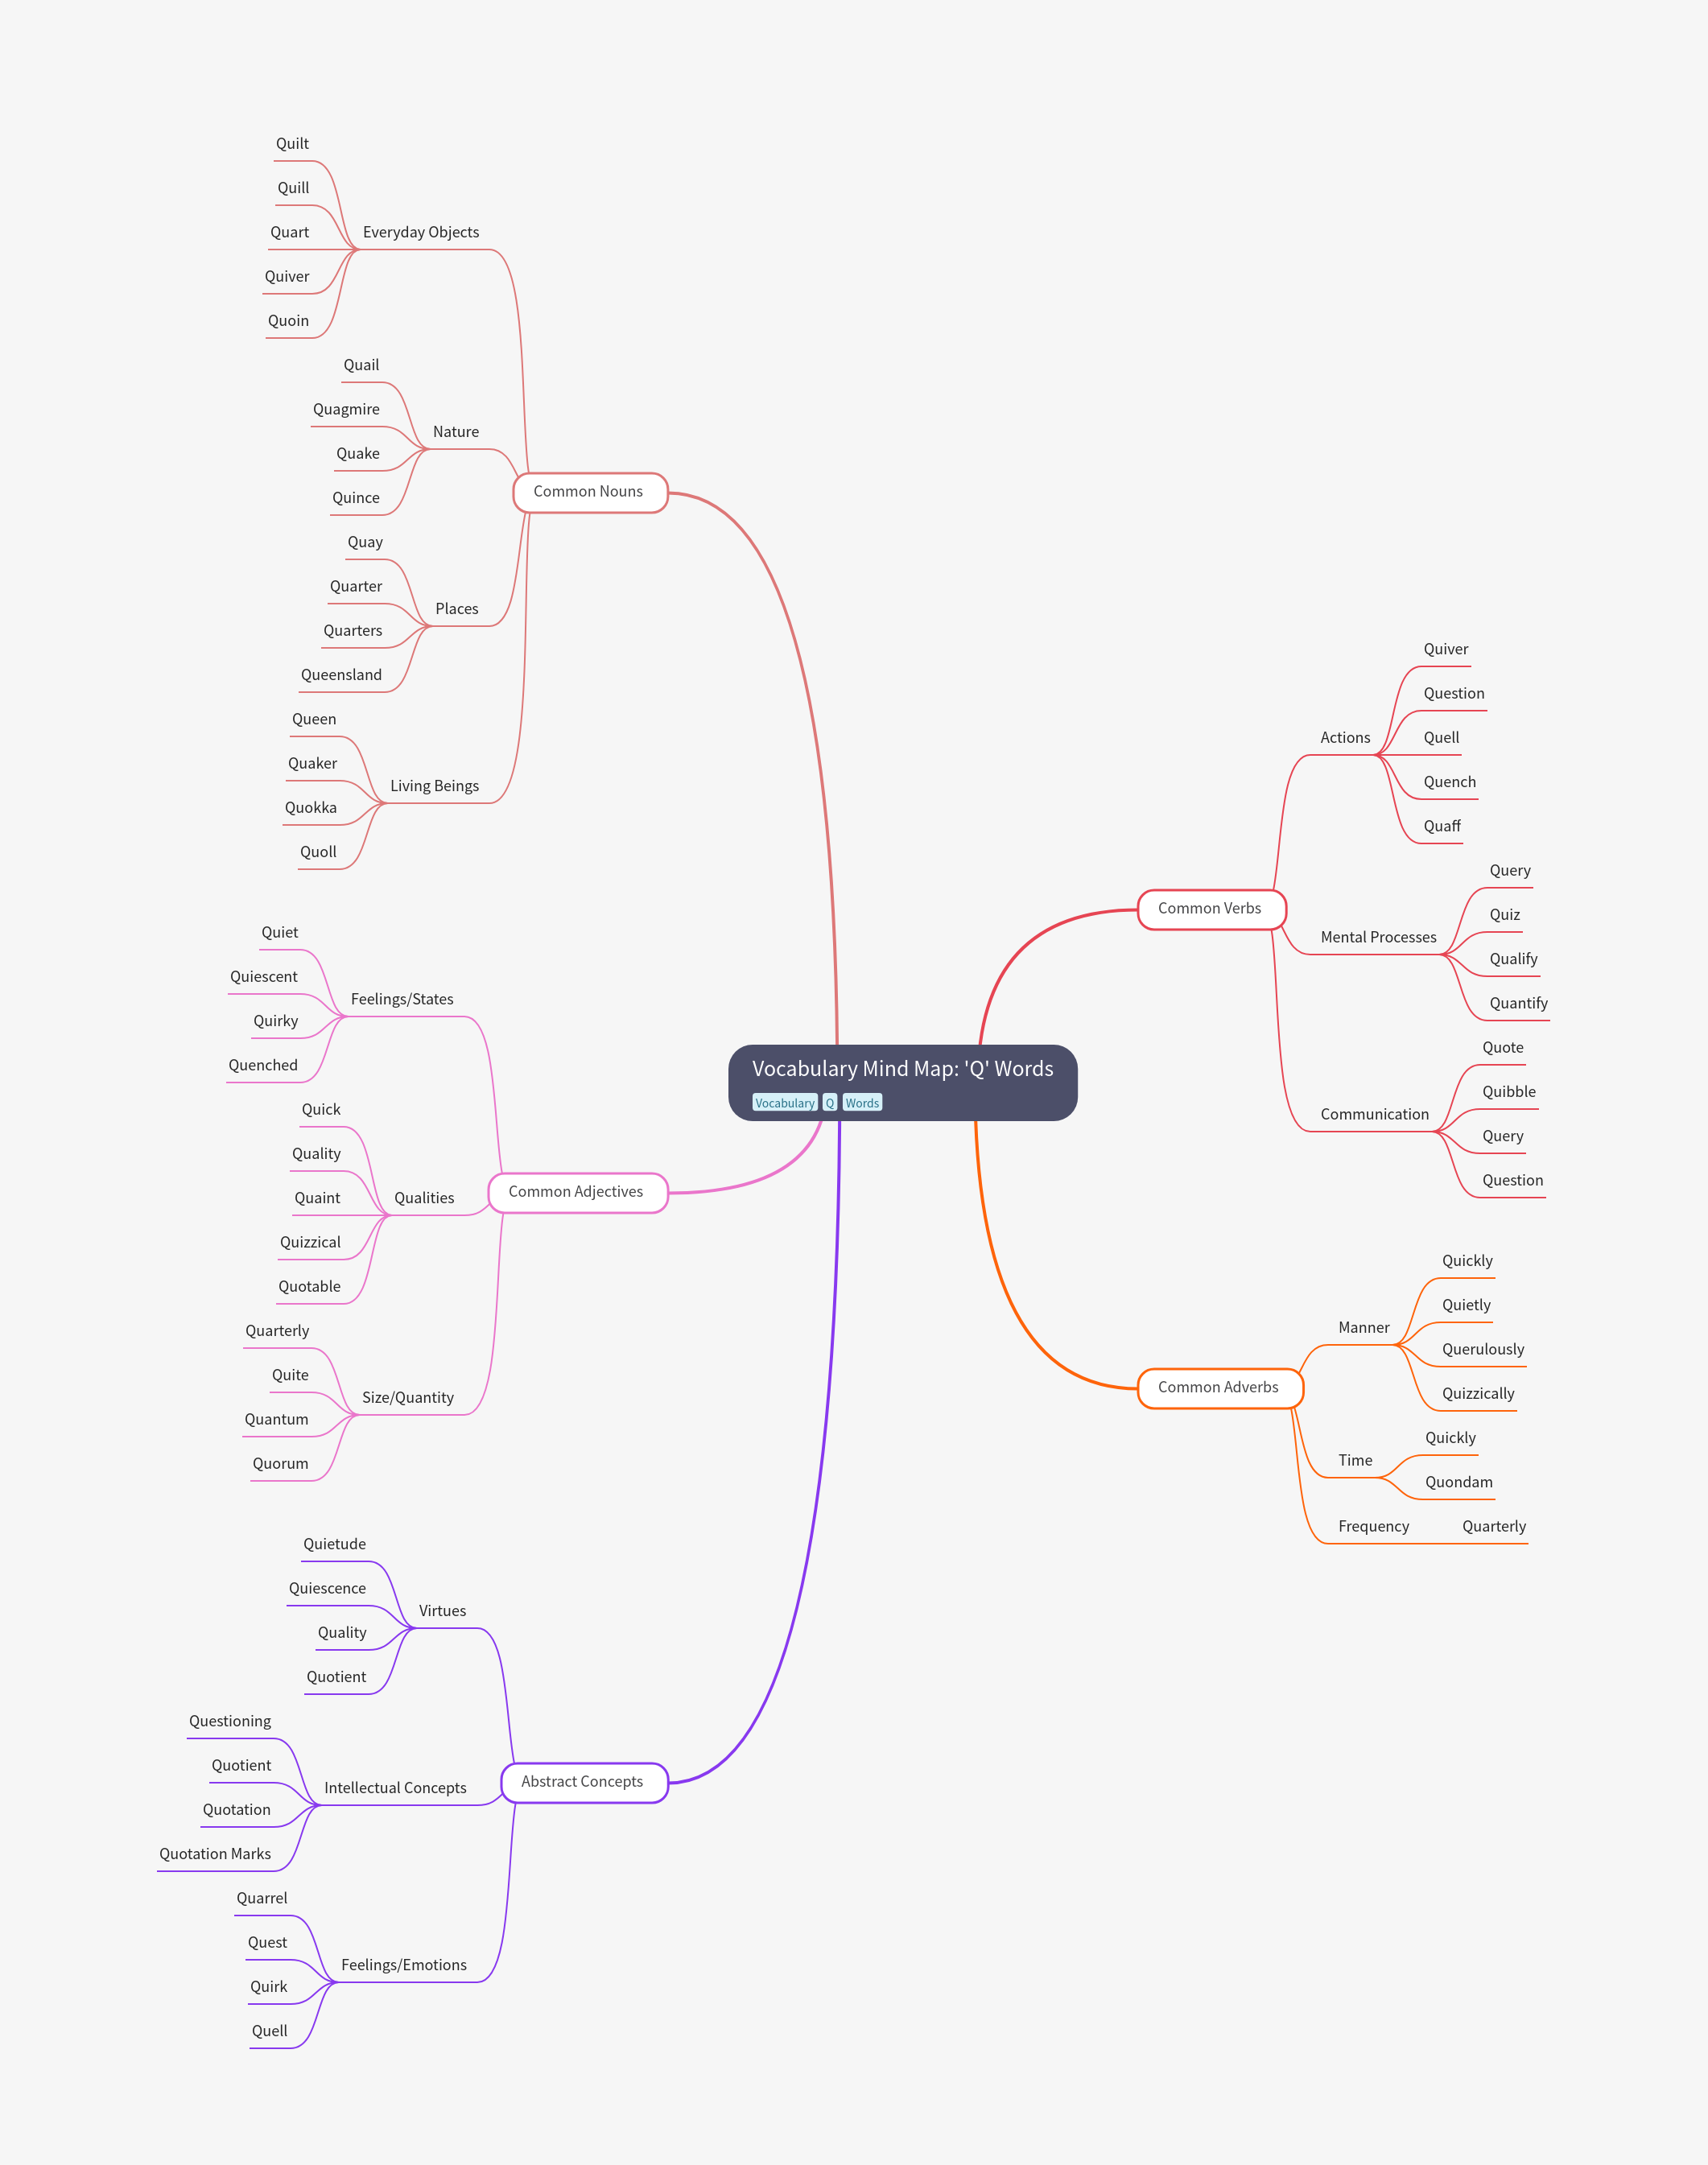 Vocabulary Mind Map: 'Q' Words
Vocabulary Q Words
Common Nouns
Everyday Objects
Quilt
Quill
Quart
Quiver
Quoin
Nature
Quail
Quagmire
Quake
Quince
Places
Quay
Quarter
Quarters
Queensland
Living Beings
Queen
Quaker
Quokka
Quoll
Common Adjectives
Feelings/States
Quiet
Quiescent
Quirky
Quenched
Qualities
Quick
Quality
Quaint
Quizzical
Quotable
Size/Quantity
Quarterly
Quite
Quantum
Quorum
Abstract Concepts
Virtues
Quietude
Quiescence
Quality
Quotient
Intellectual Concepts
Questioning
Quotient
Quotation
Quotation Marks
Feelings/Emotions
Quarrel
Quest
Quirk
Quell
Common Verbs
Actions
Quiver
Question
Quell
Quench
Quaff
Mental Processes
Query
Quiz
Qualify
Quantify
Communication
Quote
Quibble
Query
Question
Common Adverbs
Manner
Quickly
Quietly
Querulously
Quizzically
Time
Quickly
Quondam
Frequency
Quarterly